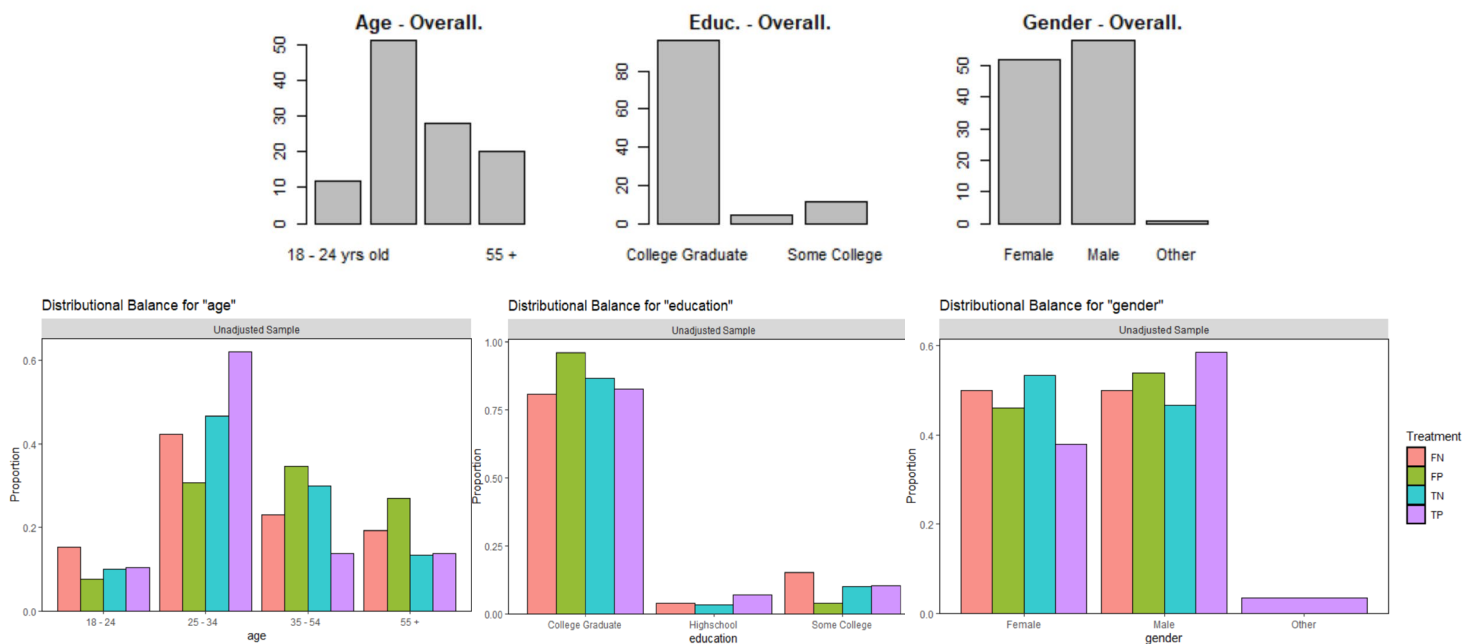 Age - Overall.
50
40
30
20
10
0
18 - 24 yrs old
55 +
Educ. - Overall.
80
60
40
20
0
College Graduate
Some College
Gender - Overall.
50
40
30
20
10
0
Female
Male
Other
Distributional Balance for "age"
Unadjusted Sample
Proportion
0.6
0.4
0.2
0.0
18 - 24
25 - 34
35 - 54
55 +
age
Distributional Balance for "education"
Unadjusted Sample
Proportion
1.00
0.75
0.50
0.25
0.00
College Graduate
Highschool
Some College
education
Distributional Balance for "gender"
Unadjusted Sample
Proportion
0.6
0.4
0.2
0.0
Female
Male
Other
gender
Treatment
FN
FP
TN
TP